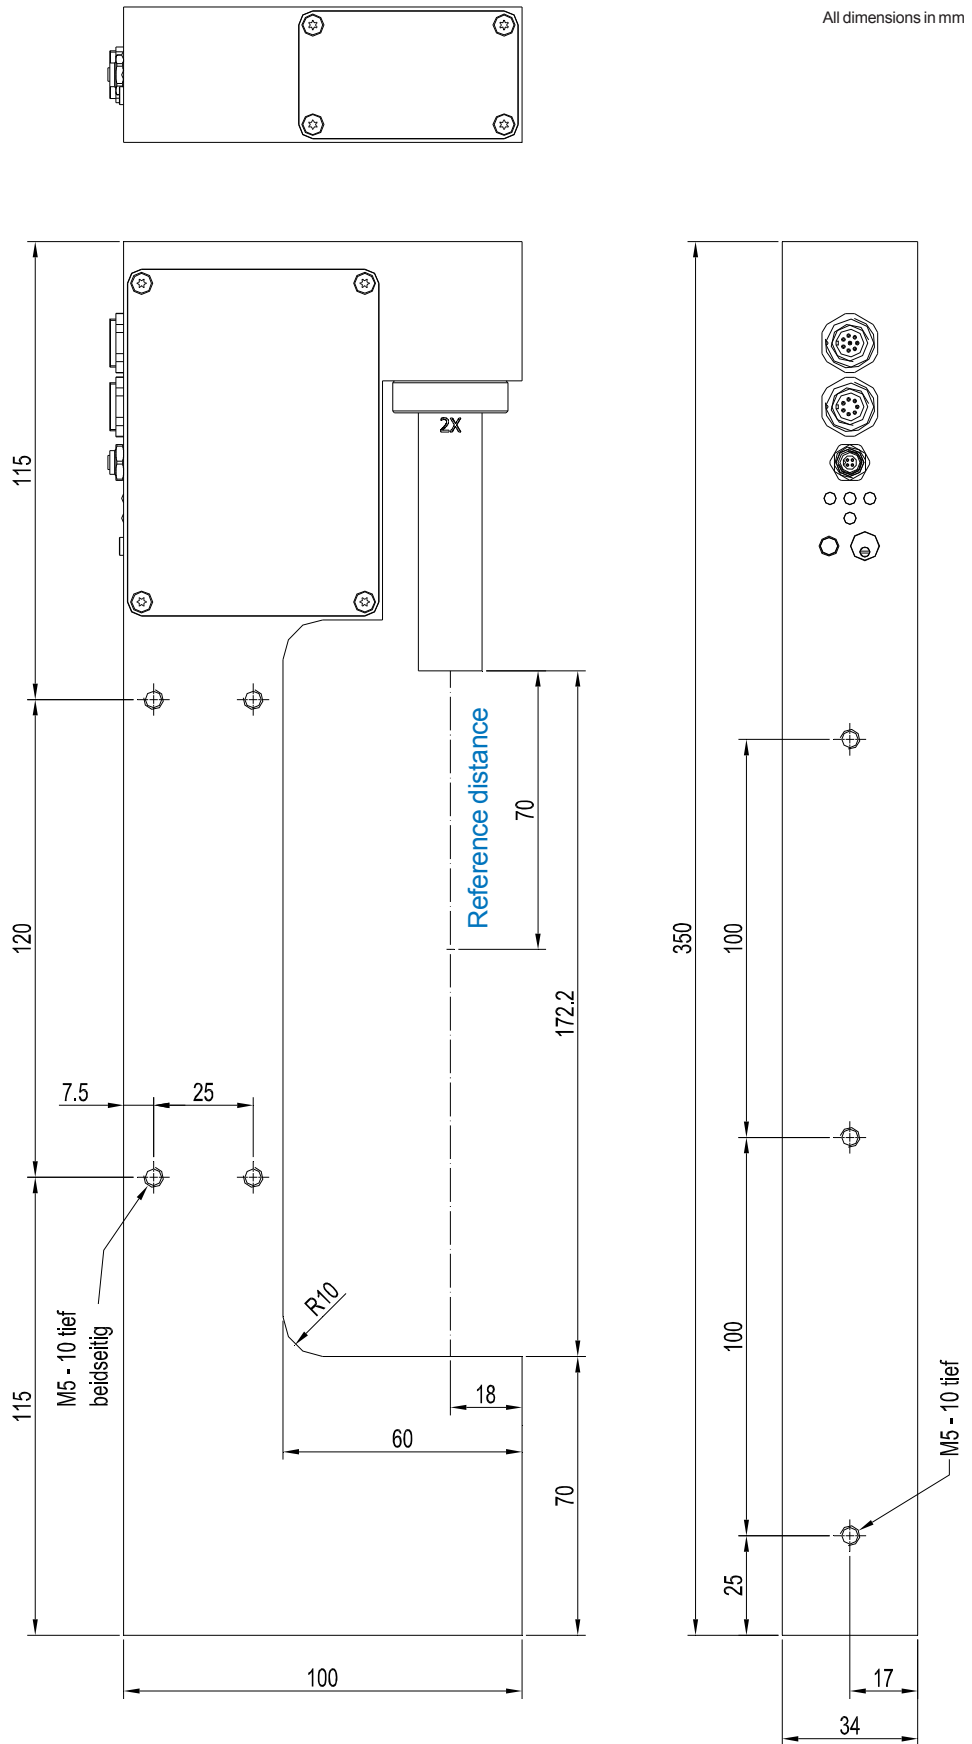 All dimensions in mm
2X
115
Reference distance
70
120
350
100
172.2
7.5
25
R10
M5 - 10 tief
beidseitig
100
115
18
60
70
M5 - 10 tief
25
100
17
34